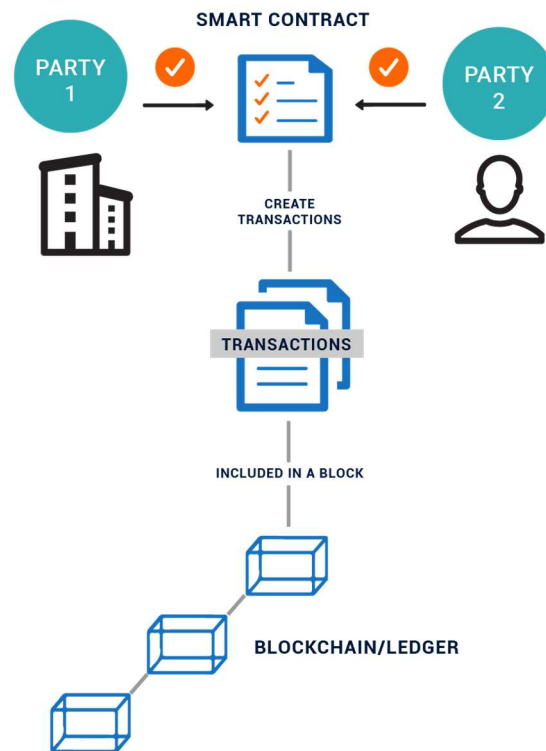 SMART CONTRACT
PARTY
1
PARTY
2
CREATE
TRANSACTIONS
TRANSACTIONS
INCLUDED IN A BLOCK
BLOCKCHAIN/LEDGER